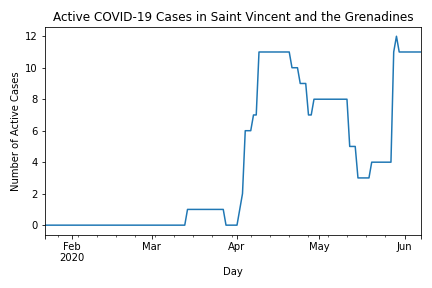 Active COVID-19 Cases in Saint Vincent and the Grenadines
Number of Active Cases
12
10
8
6
4
2
0
Feb
2020
Mar
Apr
May
Jun
Day